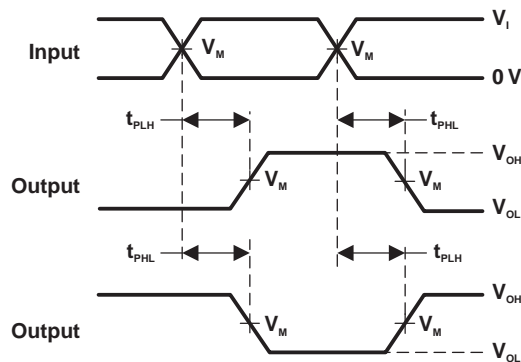 V_I
Input V_M V_M
0 V
t_PLH t_PHL
V_OH
Output V_M V_M
V_OL
t_PHL t_PLH
V_OH
Output V_M V_M
V_OL